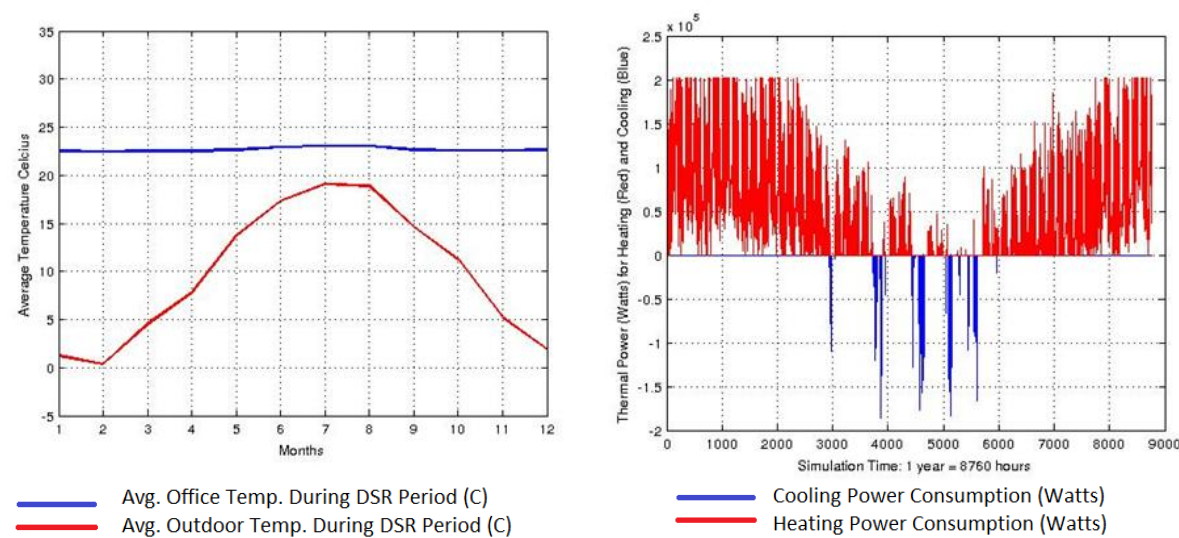 35
30
25
20
15
10
5
0
-5
1 2 3 4 5 6 7 8 9 10 11 12
Average Temperature Celcius
Months
Avg. Office Temp. During DSR Period (C)
Avg. Outdoor Temp. During DSR Period (C)
x 10^5
2.5
2
1.5
1
0.5
0
-0.5
-1
-1.5
-2
0 1000 2000 3000 4000 5000 6000 7000 8000 9000
Thermal Power (Watts) for Heating (Red) and Cooling (Blue)
Simulation Time: 1 year = 8760 hours
Cooling Power Consumption (Watts)
Heating Power Consumption (Watts)